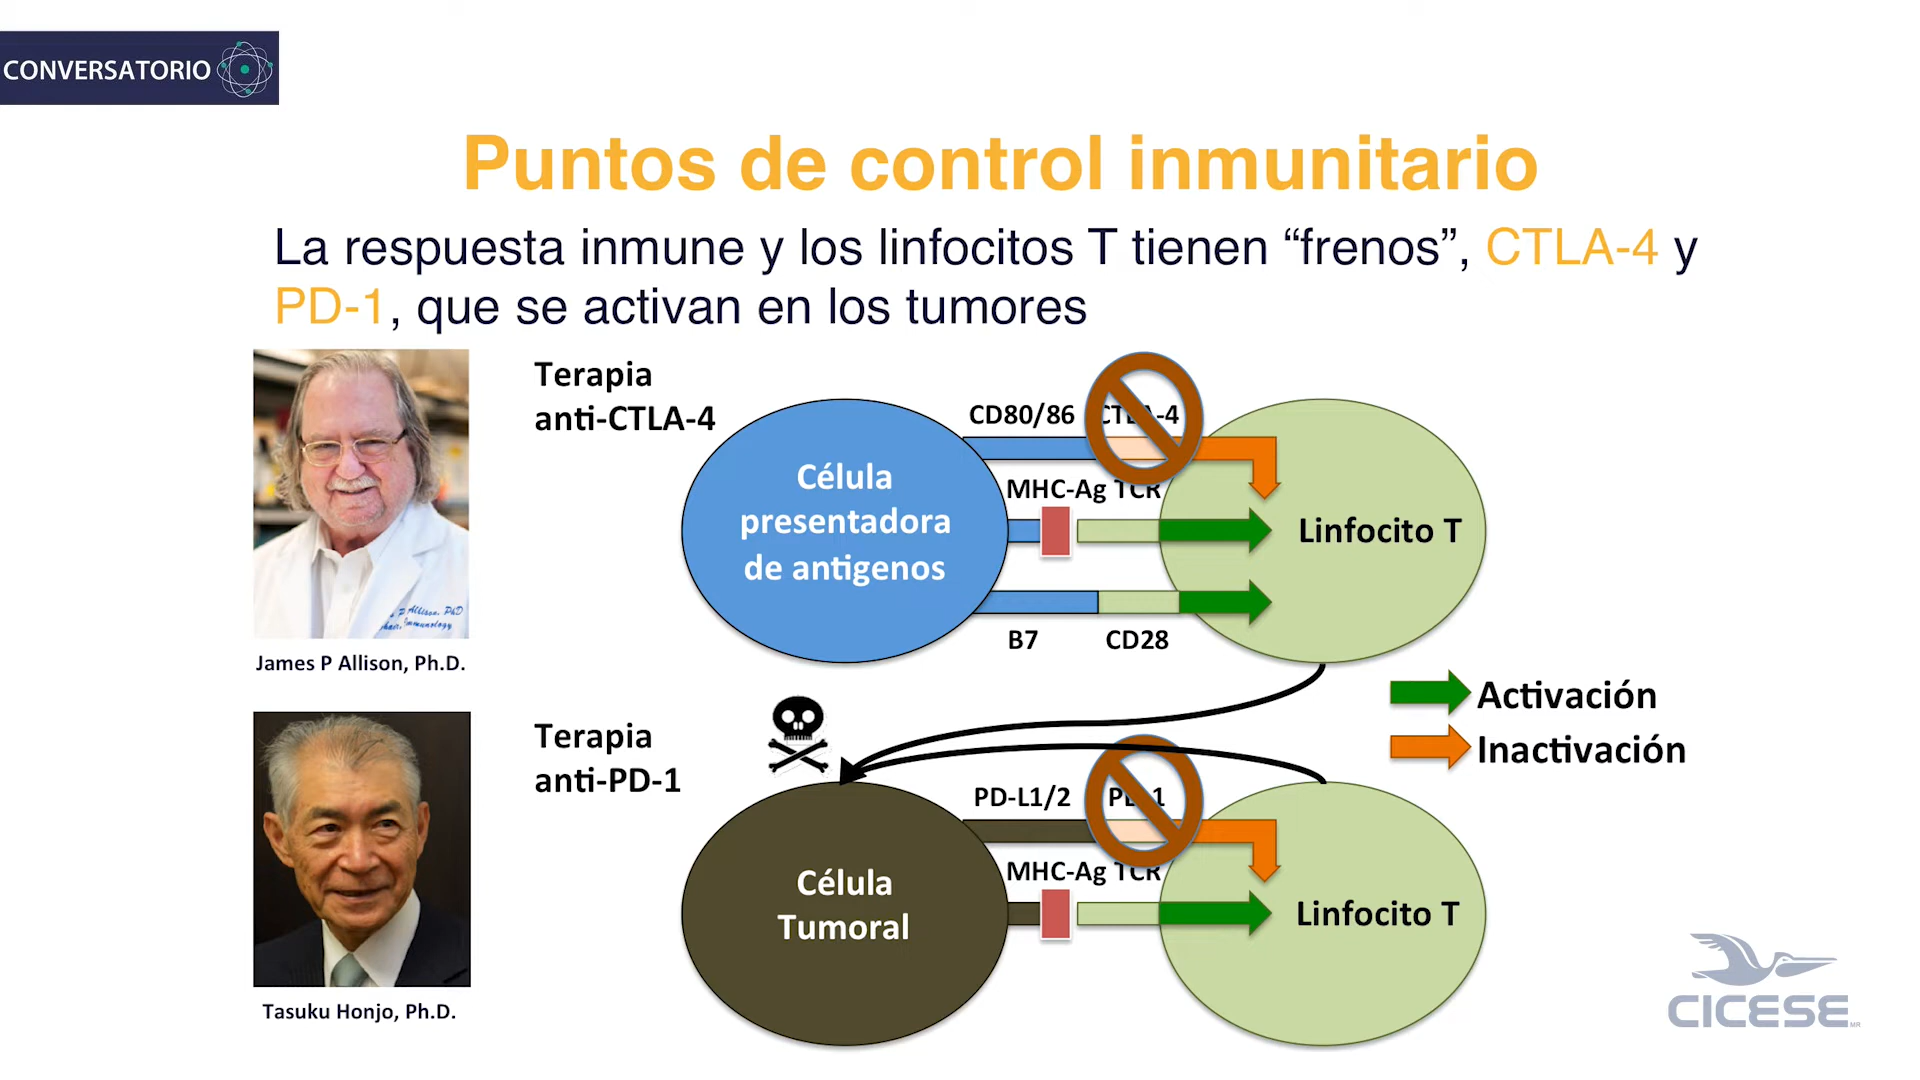 CONVERSATORIO
Puntos de control inmunitario
La respuesta inmune y los linfocitos T tienen “frenos”, CTLA-4 y
PD-1, que se activan en los tumores
James P Allison, Ph.D.
Terapia
anti-CTLA-4
CD80/86 CTLA-4
Célula
presentadora
de antigenos
MHC-Ag TCR
Linfocito T
B7 CD28
Activación
Inactivación
Tasuku Honjo, Ph.D.
Terapia
anti-PD-1
PD-L1/2 PD-1
MHC-Ag TCR
Célula
Tumoral
Linfocito T
CICESE